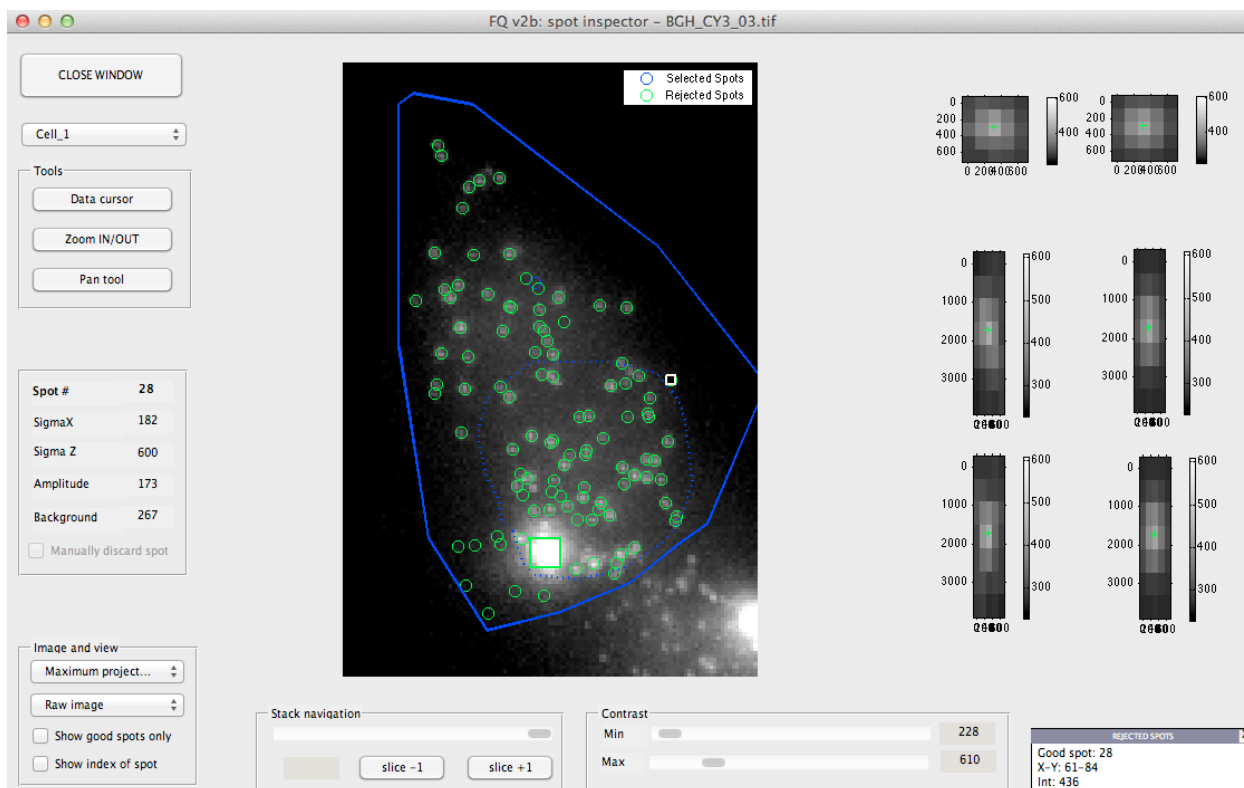 FQ v2b: spot inspector – BGH_CY3_03.tif
CLOSE WINDOW
Cell_1
Tools
Data cursor
Zoom IN/OUT
Pan tool
Spot # 28
SigmaX 182
Sigma Z 600
Amplitude 173
Background 267
Manually discard spot
Image and view
Maximum project...
Raw image
Show good spots only
Show index of spot
Selected Spots
Rejected Spots
Stack navigation
slice -1
slice +1
Contrast
Min 228
Max 610
0
200
400
600
600
400
0
200
400
600
600
400
0
1000
2000
3000
600
500
400
300
0
1000
2000
3000
600
500
400
300
0
1000
2000
3000
600
500
400
300
0
1000
2000
3000
600
500
400
300
REJECTED SPOTS
Good spot: 28
X-Y: 61-84
Int: 436